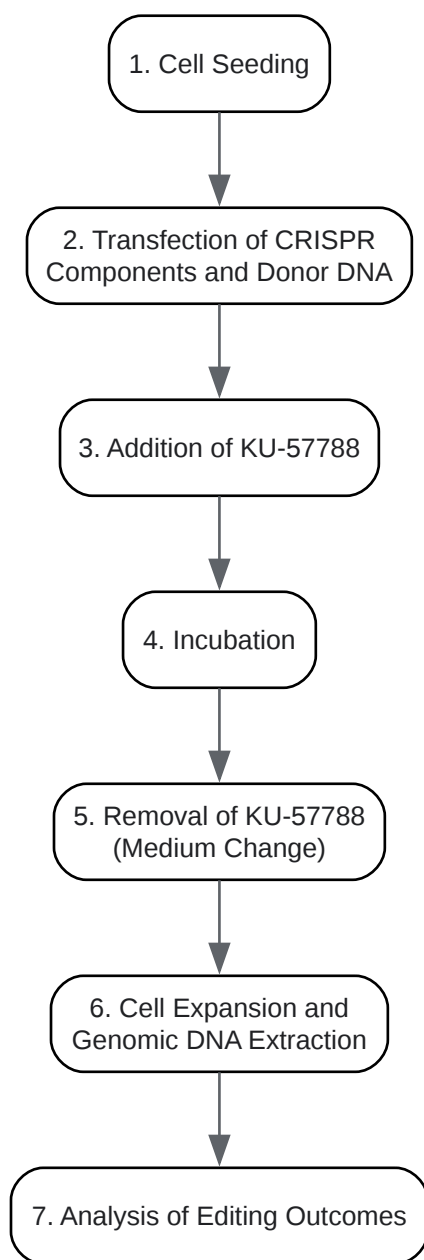 1. Cell Seeding
2. Transfection of CRISPR
Components and Donor DNA
3. Addition of KU-57788
4. Incubation
5. Removal of KU-57788
(Medium Change)
6. Cell Expansion and
Genomic DNA Extraction
7. Analysis of Editing Outcomes